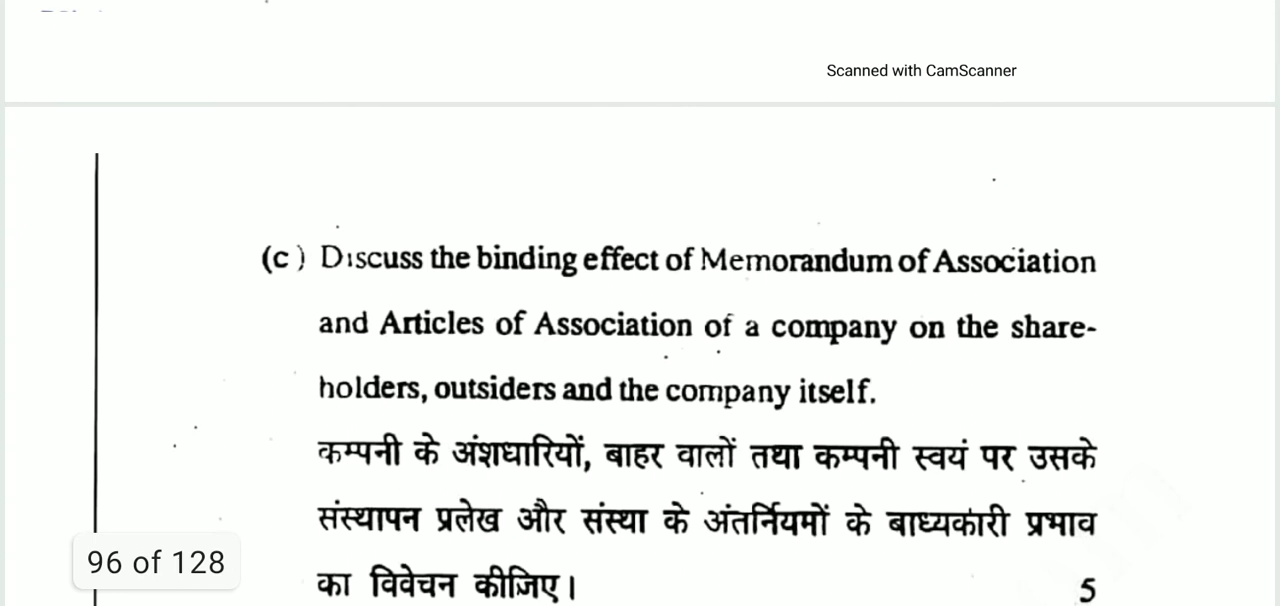 Scanned with CamScanner
(c) Discuss the binding effect of Memorandum of Association
and Articles of Association of a company on the share-
holders, outsiders and the company itself.
कम्पनी के अंशधारियों, बाहर वालों तथा कम्पनी स्वयं पर उसके
संस्थापन प्रलेख और संस्था के अंतर्नियमों के बाध्यकारी प्रभाव
का विवेचन कीजिए।
5
96 of 128